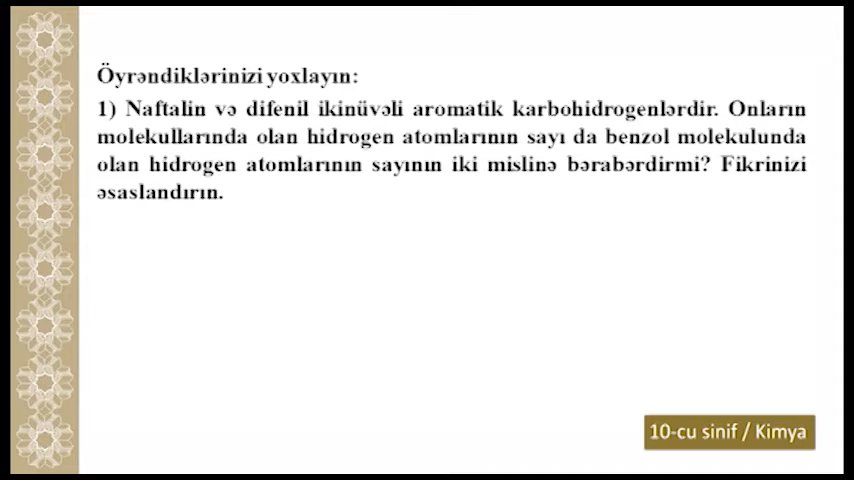 Öyrəndiklərinizi yoxlayın:
1) Naftalin və difenil ikinüvəli aromatik karbohidrogenlərdir. Onların
molekullarında olan hidrogen atomlarının sayı da benzol molekulunda
olan hidrogen atomlarının sayının iki mislinə bərabərdirmi? Fikrinizi
əsaslandırın.
10-cu sinif / Kimya